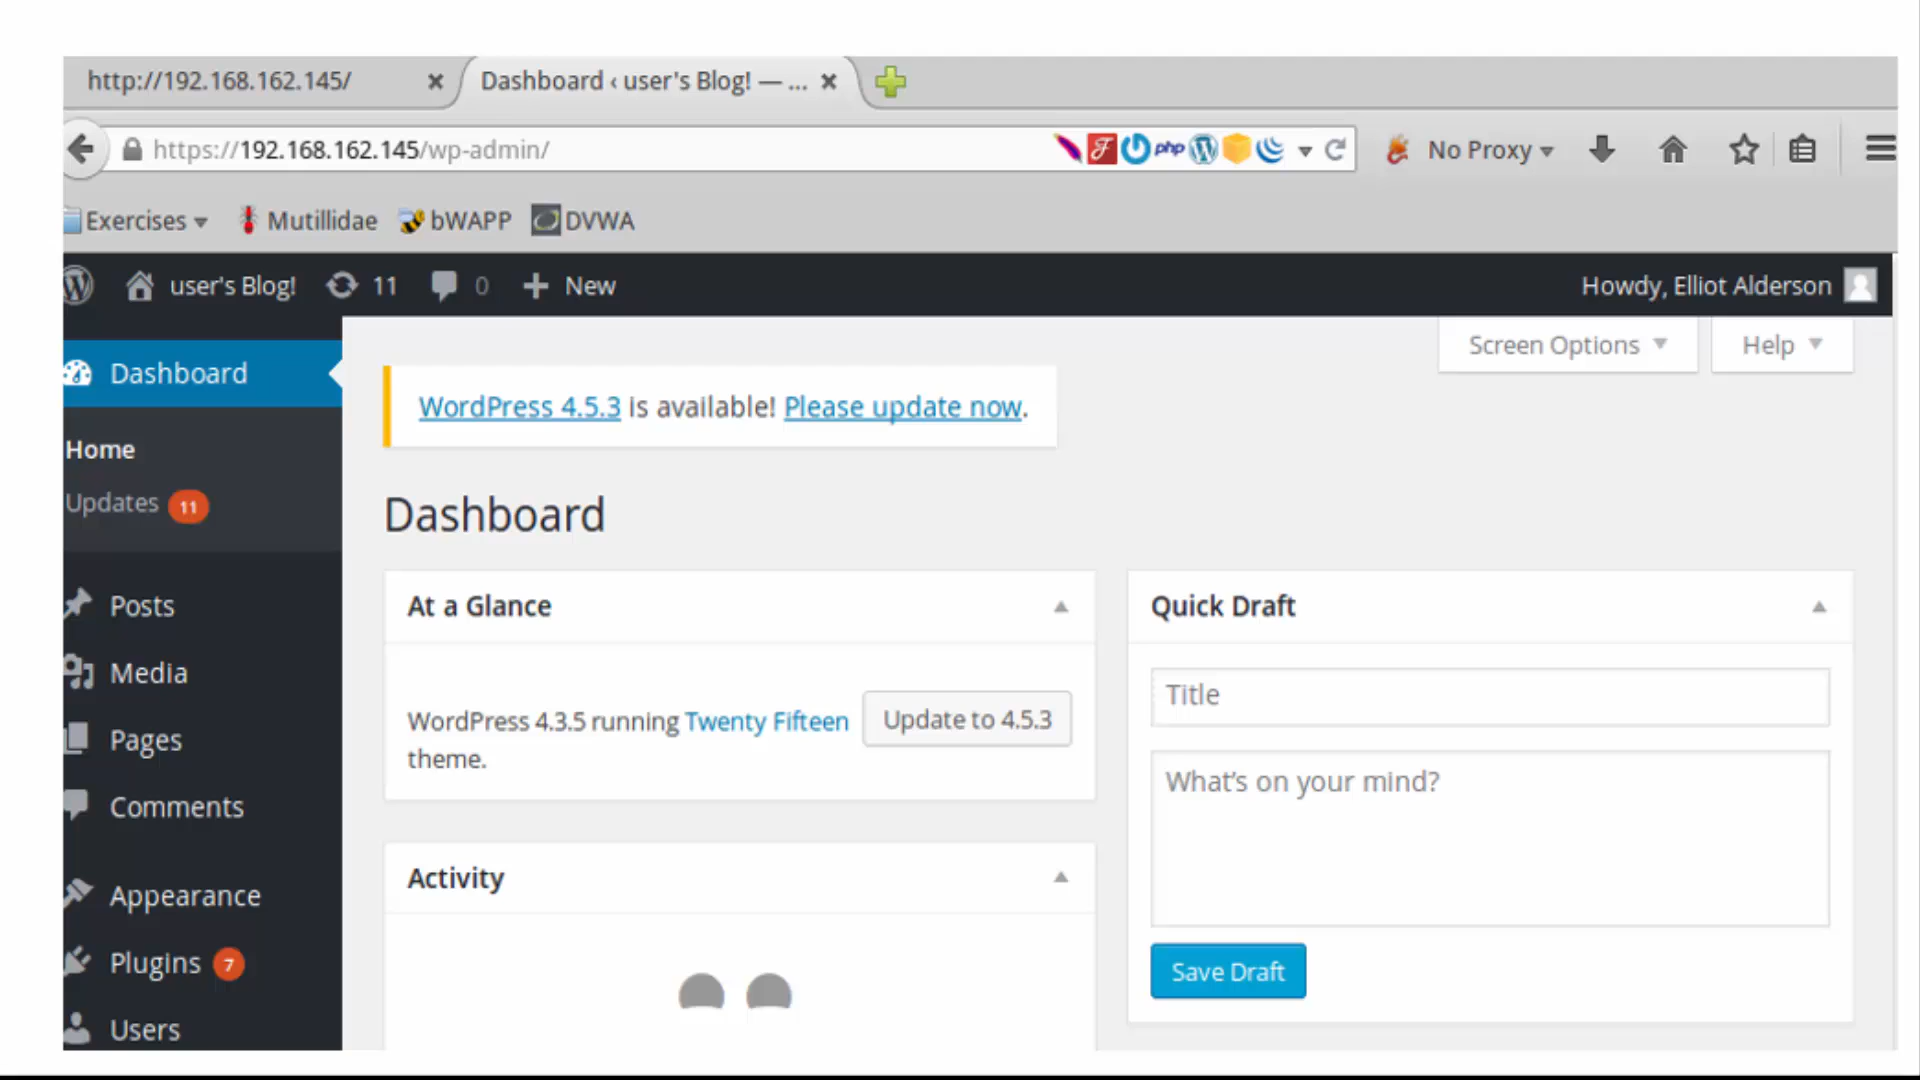 http://192.168.162.145/
Dashboard ‹ user's Blog! — ...
https://192.168.162.145/wp-admin/
php
No Proxy
Exercises
Mutillidae
bWAPP
DVWA
user's Blog!
11
0
New
Howdy, Elliot Alderson
Screen Options
Help
Dashboard
WordPress 4.5.3 is available! Please update now.
Home
Updates 11
Dashboard
Posts
Media
Pages
Comments
Appearance
Plugins 7
Users
At a Glance
WordPress 4.3.5 running Twenty Fifteen
theme.
Update to 4.5.3
Activity
Quick Draft
Title
What's on your mind?
Save Draft